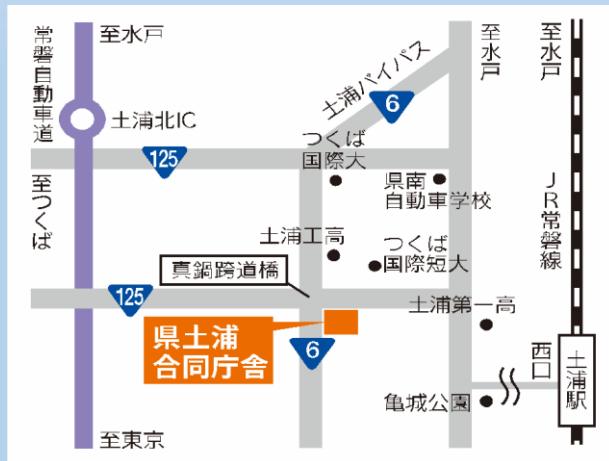 常磐自動車道
至水戸
土浦北IC
至つくば
125
土浦バイパス
6
至水戸
至水戸
つくば
国際大
県南
自動車学校
JR常磐線
土浦工高
つくば
国際短大
真鍋跨道橋
125
県土浦
合同庁舎
6
土浦第一高
西口
土浦駅
亀城公園
至東京